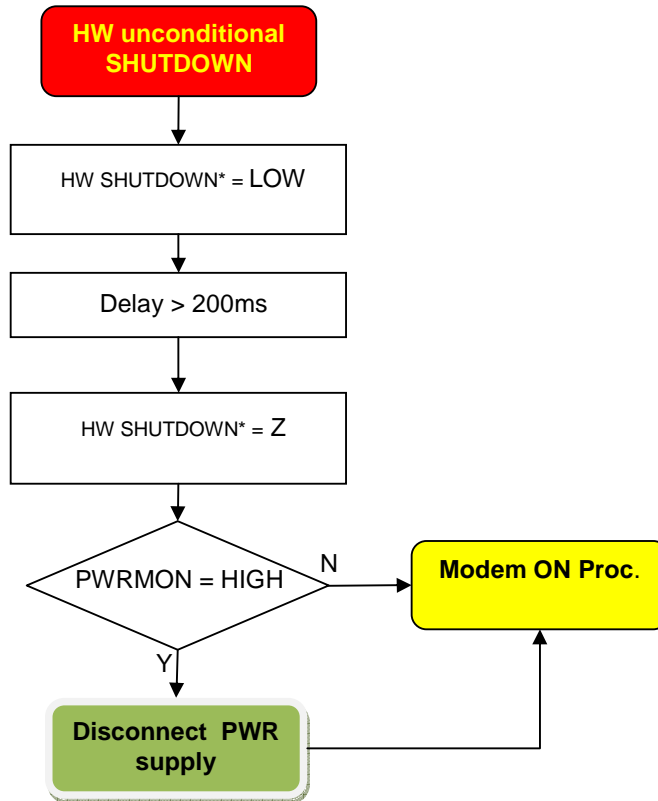 HW unconditional
SHUTDOWN
HW SHUTDOWN* = LOW
Delay > 200ms
HW SHUTDOWN* = Z
PWRMON = HIGH
N
Modem ON Proc.
Y
Disconnect PWR
supply